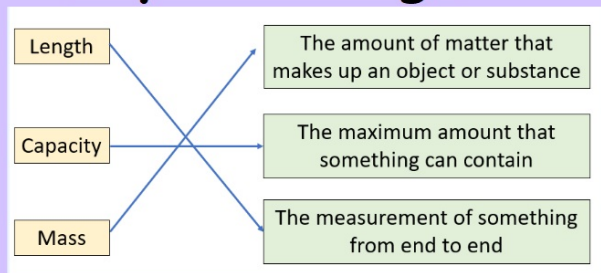 Length
The amount of matter that
makes up an object or substance
Capacity
The maximum amount that
something can contain
Mass
The measurement of something
from end to end